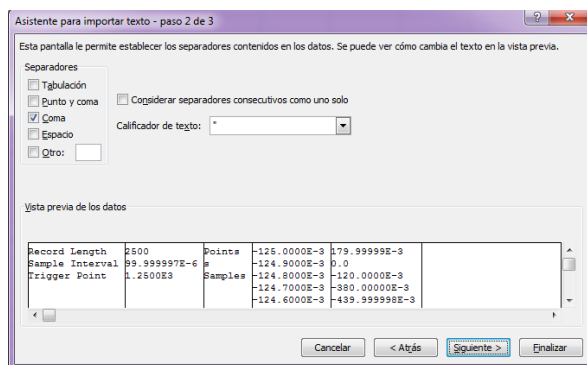 Asistente para importar texto - paso 2 de 3
Esta pantalla le permite establecer los separadores contenidos en los datos. Se puede ver cómo cambia el texto en la vista previa.
Separadores
Tabulación
Punto y coma
Coma
Espacio
Otro:
Considerar separadores consecutivos como uno solo
Calificador de texto: "
Vista previa de los datos
Record Length 2500 Points -125.0000E-3 179.99999E-3
Sample Interval 99.999997E-6 s -124.9000E-3 0.0
Trigger Point 1.2500E3 Samples -124.8000E-3 -120.0000E-3
-124.7000E-3 -380.00000E-3
-124.6000E-3 -439.999998E-3
Cancelar < Atrás Siguiente > Finalizar